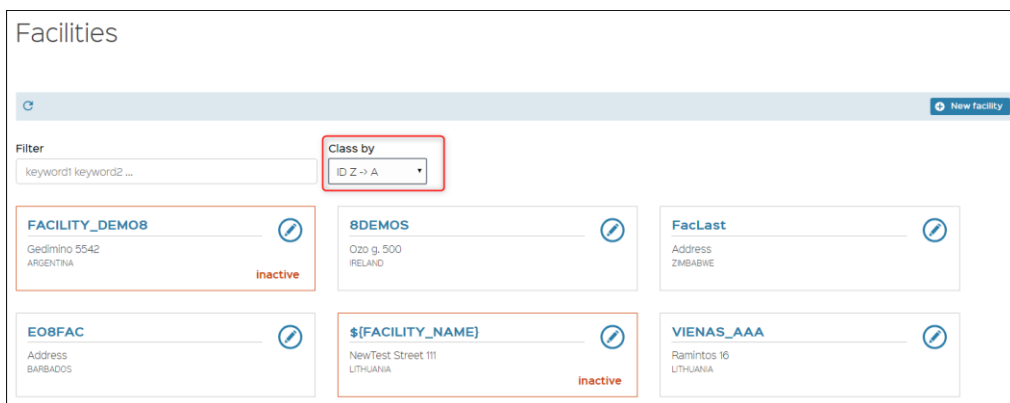 Facilities
New facility
Filter
Class by
keyword1 keyword2 ...
ID Z -> A
FACILITY_DEMO8
Gedimino 5542
ARGENTINA
inactive
8DEMOS
Ozo g, 500
IRELAND
FacLast
Address
ZIMBABWE
EO8FAC
Address
BARBADOS
${FACILITY_NAME}
NewTest Street 111
LITHUANIA
inactive
VIENAS_AAA
Ramintos 16
LITHUANIA